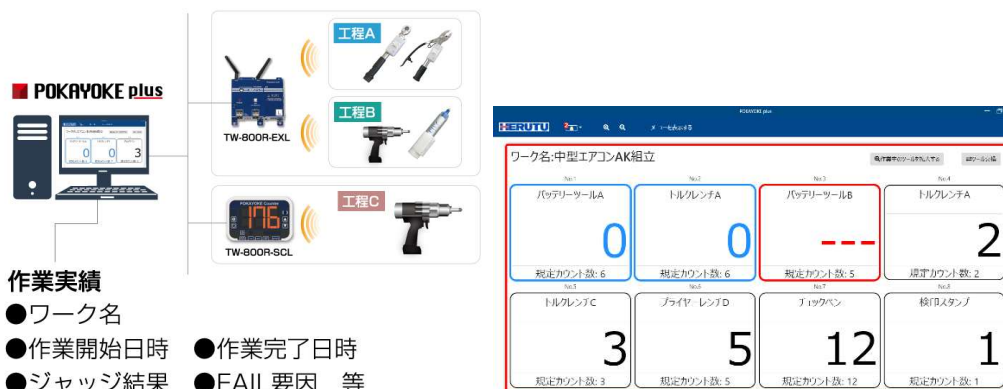 工程A
POKAYOKE plus
TW-800R-EXL
工程B
工程C
POKAYOKE Counter
176
TW-800R-SCL
0 0 3
作業実績
●ワーク名
●作業開始日時 ●作業完了日時
●ジャッジ結果 ●FAIL要因 等
POKAYOKE plus
HERUTU
ワーク名:中型エアコンAK組立
No.1 No.2 No.3 No.4
バッテリーツールA トルクレンチA バッテリーツールB トルクレンチA
0 0 --- 2
規定カウント数: 6 規定カウント数: 6 規定カウント数: 5 規定カウント数: 2
No.5 No.6 No.7 No.8
トルクレンチC プライヤーレンチD チェックペン 検印スタンプ
3 5 12 1
規定カウント数: 3 規定カウント数: 5 規定カウント数: 12 規定カウント数: 1